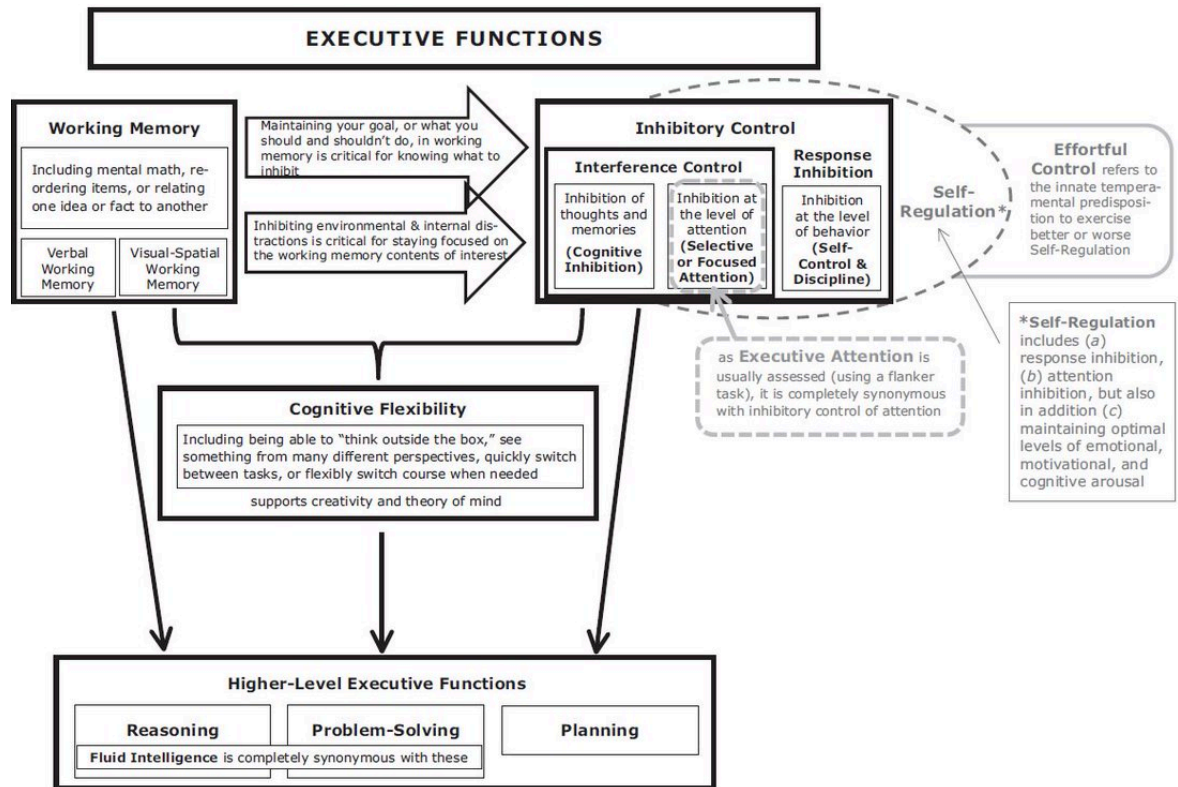 EXECUTIVE FUNCTIONS
Working Memory
Including mental math, re-
ordering items, or relating
one idea or fact to another
Verbal
Working
Memory
Visual-Spatial
Working
Memory
Maintaining your goal, or what you
should and shouldn't do, in working
memory is critical for knowing what to
inhibit
Inhibiting environmental & internal dis-
tractions is critical for staying focused on
the working memory contents of interest
Inhibitory Control
Interference Control
Inhibition of
thoughts and
memories
(Cognitive
Inhibition)
Inhibition at
the level of
attention
(Selective
or Focused
Attention)
Response
Inhibition
Inhibition
at the level
of behavior
(Self-
Control &
Discipline)
Self-
Regulation*
Effortful
Control refers to
the innate tempera-
mental predisposi-
tion to exercise
better or worse
Self-Regulation
*Self-Regulation
includes (a)
response inhibition,
(b) attention
inhibition, but also
in addition (c)
maintaining optimal
levels of emotional,
motivational, and
cognitive arousal
as Executive Attention is
usually assessed (using a flanker
task), it is completely synonymous
with inhibitory control of attention
Cognitive Flexibility
Including being able to "think outside the box," see
something from many different perspectives, quickly switch
between tasks, or flexibly switch course when needed
supports creativity and theory of mind
Higher-Level Executive Functions
Reasoning
Problem-Solving
Planning
Fluid Intelligence is completely synonymous with these